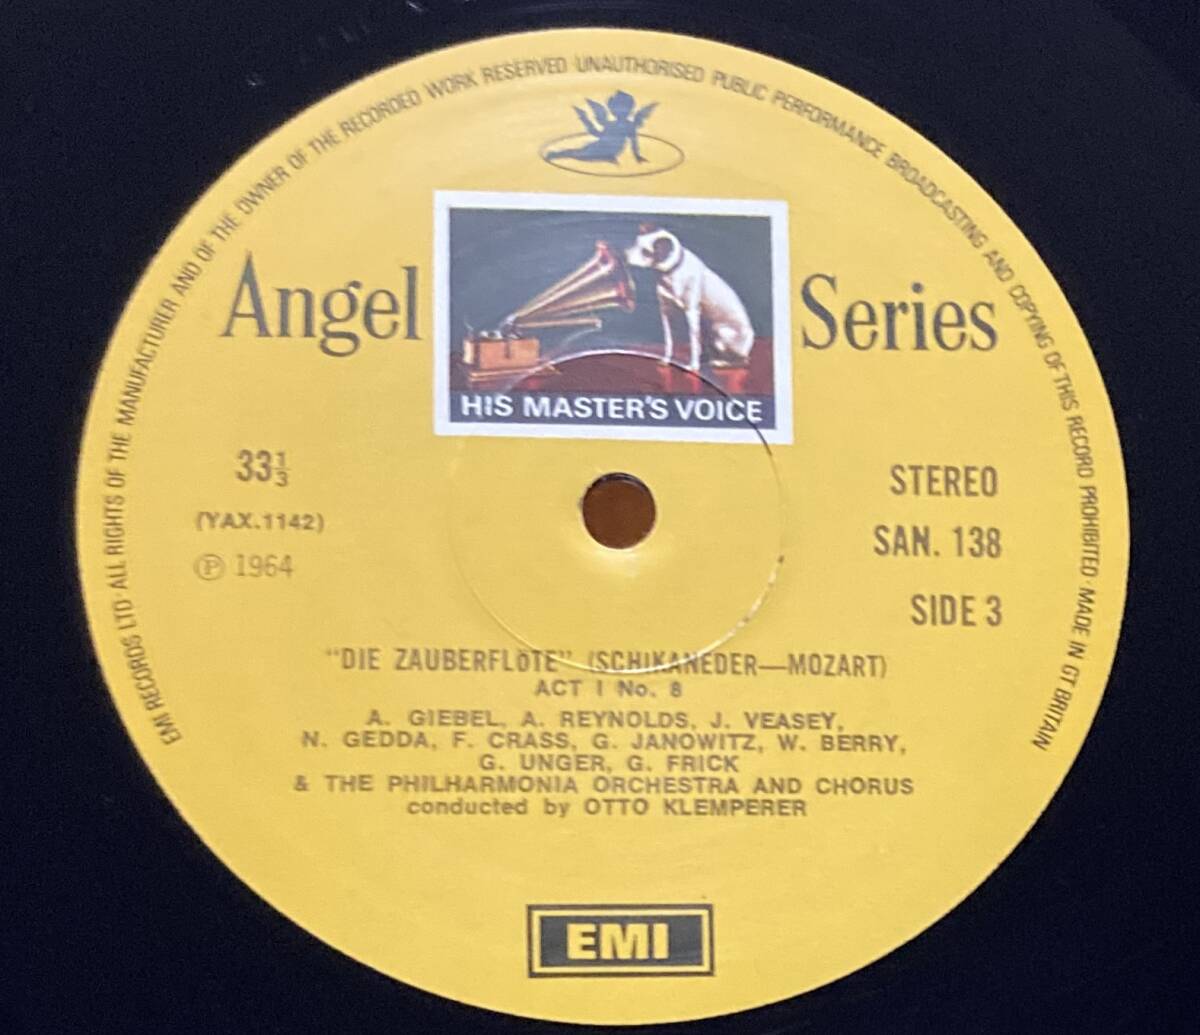 EMI RECORDS LTD · ALL RIGHTS OF THE MANUFACTURER AND OF THE OWNER OF THE RECORDED WORK RESERVED · UNAUTHORISED PUBLIC PERFORMANCE BROADCASTING AND COPYING OF THIS RECORD PROHIBITED · MADE IN GT BRITAIN
Angel Series
HIS MASTER'S VOICE
33⅓
(YAX.1142)
℗ 1964
STEREO
SAN. 138
SIDE 3
"DIE ZAUBERFLöTE" (SCHIKANEDER—MOZART)
ACT I No. 8
A. GIEBEL, A. REYNOLDS, J. VEASEY,
N. GEDDA, F. CRASS, G. JANOWITZ, W. BERRY,
G. UNGER, G. FRICK
& THE PHILHARMONIA ORCHESTRA AND CHORUS
conducted by OTTO KLEMPERER
EMI